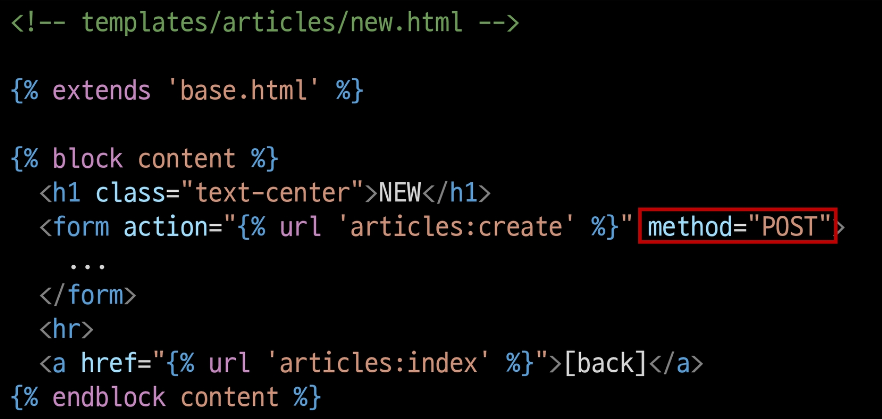 <!-- templates/articles/new.html -->
{% extends 'base.html' %}
{% block content %}
<h1 class="text-center">NEW</h1>
<form action="{% url 'articles:create' %}" method="POST">
...
</form>
<hr>
<a href="{% url 'articles:index' %}">[back]</a>
{% endblock content %}